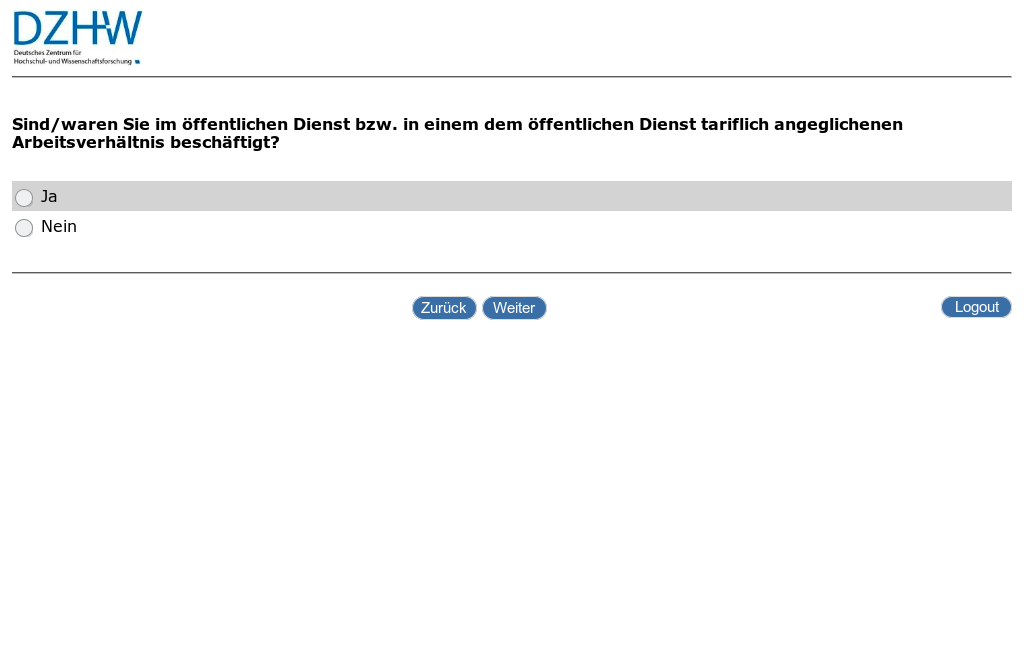 DZHW
Deutsches Zentrum für
Hochschul- und Wissenschaftsforschung
Sind/waren Sie im öffentlichen Dienst bzw. in einem dem öffentlichen Dienst tariflich angeglichenen
Arbeitsverhältnis beschäftigt?
Ja
Nein
Zurück Weiter Logout